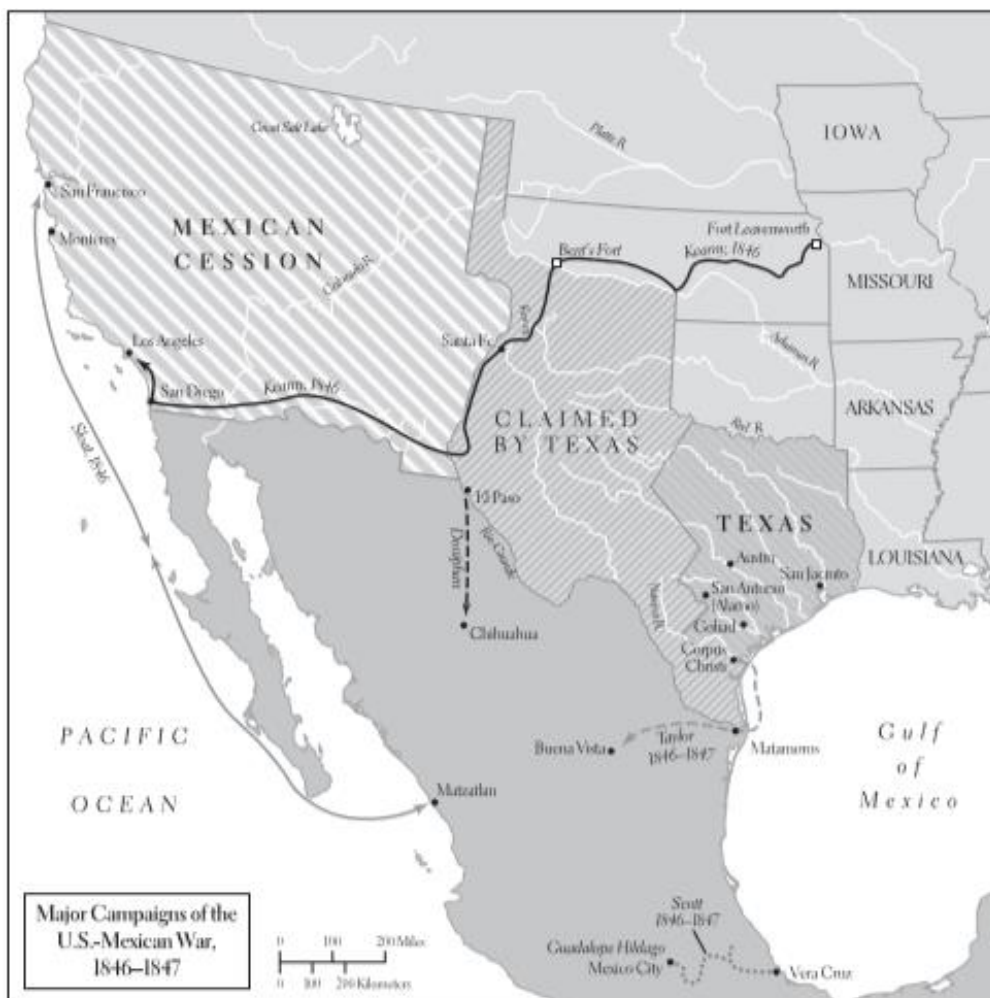 IOWA
Great Salt Lake
Platte R.
San Francisco
Fort Leavenworth
MEXICAN
CESSION
Monterey
Bent's Fort
Kearny, 1846
Colorado R.
MISSOURI
Los Angeles
Santa Fe
Arkansas R.
San Diego
Kearny, 1846
CLAIMED
BY TEXAS
ARKANSAS
Red R.
Sloat, 1846
El Paso
TEXAS
Doniphan
Rio Grande
LOUISIANA
Austin
San Jacinto
San Antonio
(Alamo)
Nueces R.
Chihuahua
Goliad
Corpus
Christi
PACIFIC
OCEAN
Buena Vista
Taylor
1846–1847
Matamoros
Gulf
of
Mexico
Matzatlan
Major Campaigns of the
U.S.-Mexican War,
1846–1847
0 100 200 Miles
0 100 200 Kilometers
Scott
1846–1847
Guadalope Hildago
Mexico City
Vera Cruz